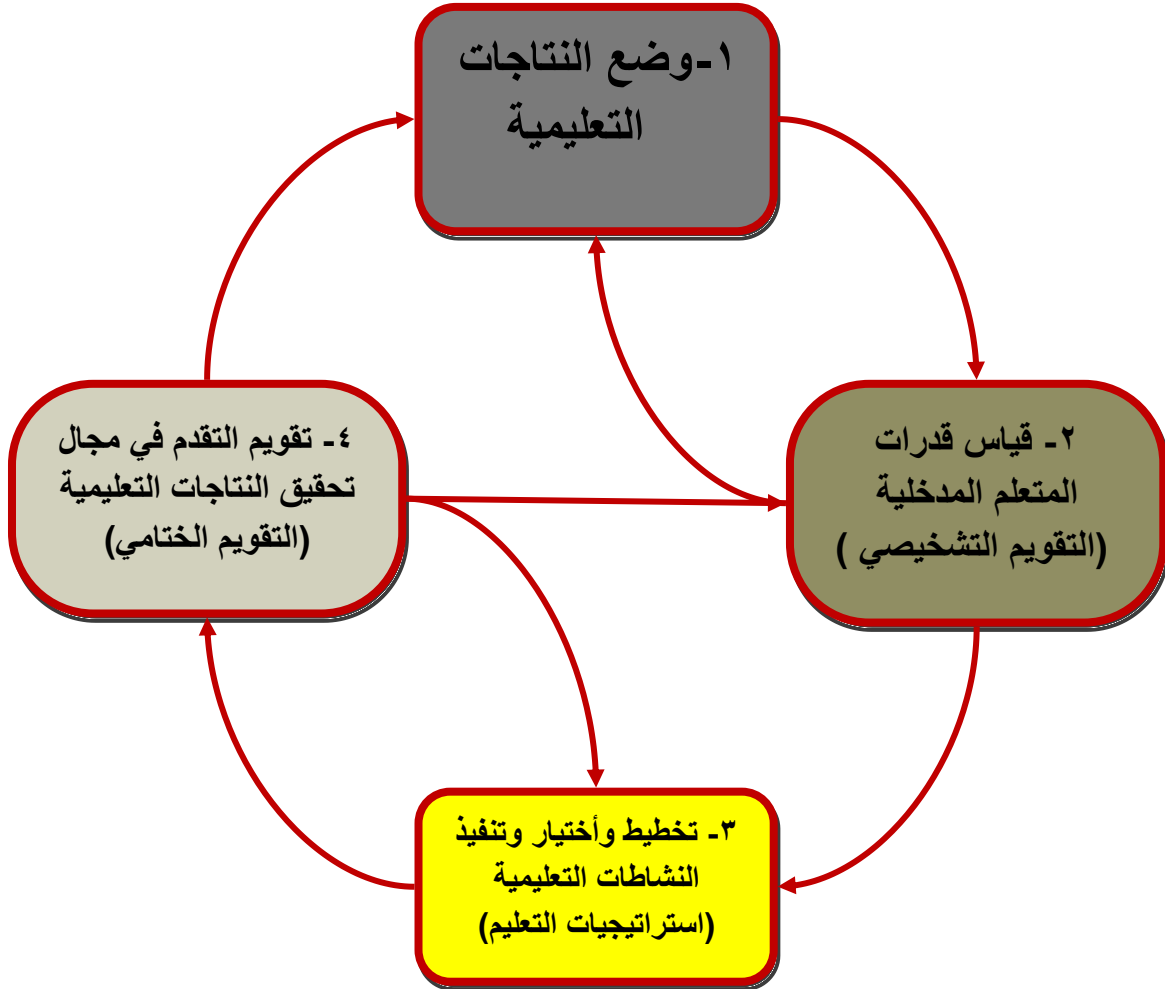 ١-وضع النتاجات
التعليمية
٢- قياس قدرات
المتعلم المدخلية
(التقويم التشخيصي )
٣- تخطيط وأختيار وتنفيذ
النشاطات التعليمية
(استراتيجيات التعليم)
٤- تقويم التقدم في مجال
تحقيق النتاجات التعليمية
(التقويم الختامي)